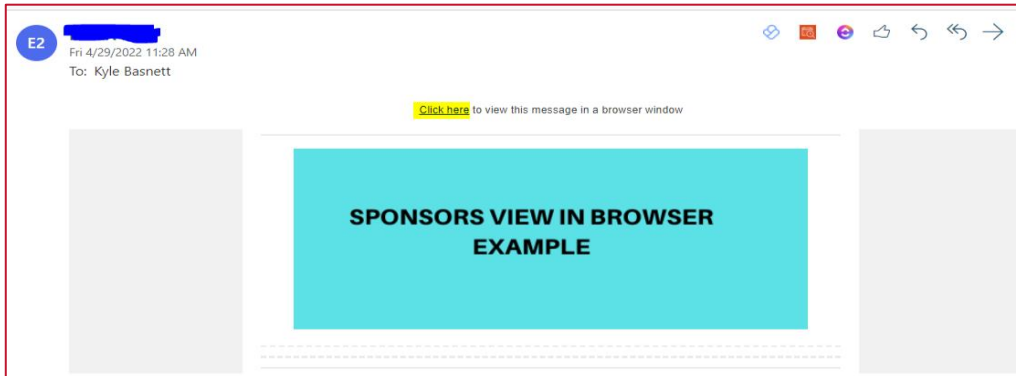 E2
Fri 4/29/2022 11:28 AM
To: Kyle Basnett
Click here to view this message in a browser window
SPONSORS VIEW IN BROWSER
EXAMPLE